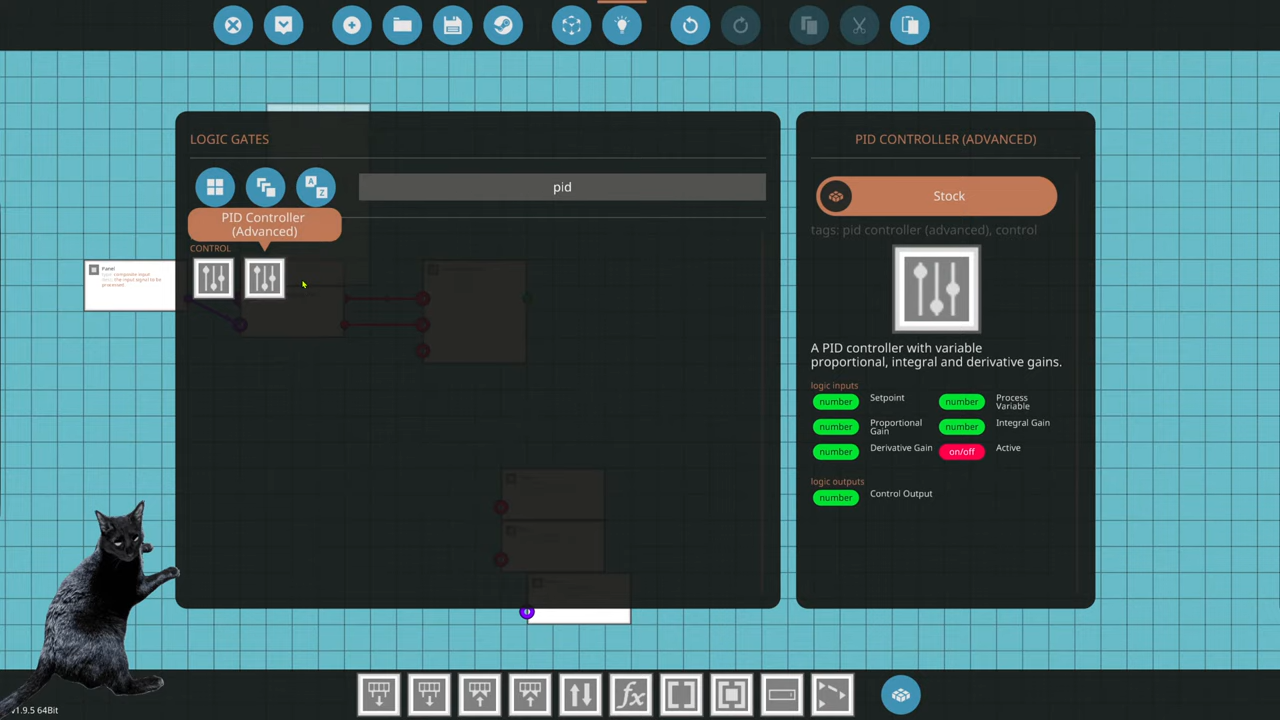 LOGIC GATES
pid
PID Controller
(Advanced)
CONTROL
Panel
PID CONTROLLER (ADVANCED)
Stock
tags: pid controller (advanced), control
A PID controller with variable
proportional, integral and derivative gains.
logic inputs
number Setpoint number Process
Variable
number Proportional
Gain number Integral Gain
number Derivative Gain on/off Active
logic outputs
number Control Output
fx
v1.9.5 64Bit